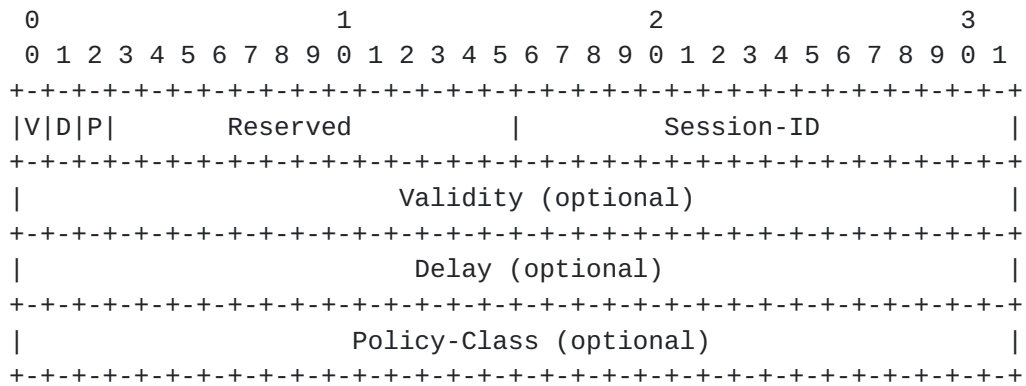 0                   1                   2                   3
 0 1 2 3 4 5 6 7 8 9 0 1 2 3 4 5 6 7 8 9 0 1 2 3 4 5 6 7 8 9 0 1
+-+-+-+-+-+-+-+-+-+-+-+-+-+-+-+-+-+-+-+-+-+-+-+-+-+-+-+-+-+-+-+-+
|V|D|P|       Reserved          |         Session-ID            |
+-+-+-+-+-+-+-+-+-+-+-+-+-+-+-+-+-+-+-+-+-+-+-+-+-+-+-+-+-+-+-+-+
|                        Validity (optional)                    |
+-+-+-+-+-+-+-+-+-+-+-+-+-+-+-+-+-+-+-+-+-+-+-+-+-+-+-+-+-+-+-+-+
|                         Delay (optional)                      |
+-+-+-+-+-+-+-+-+-+-+-+-+-+-+-+-+-+-+-+-+-+-+-+-+-+-+-+-+-+-+-+-+
|                     Policy-Class (optional)                   |
+-+-+-+-+-+-+-+-+-+-+-+-+-+-+-+-+-+-+-+-+-+-+-+-+-+-+-+-+-+-+-+-+